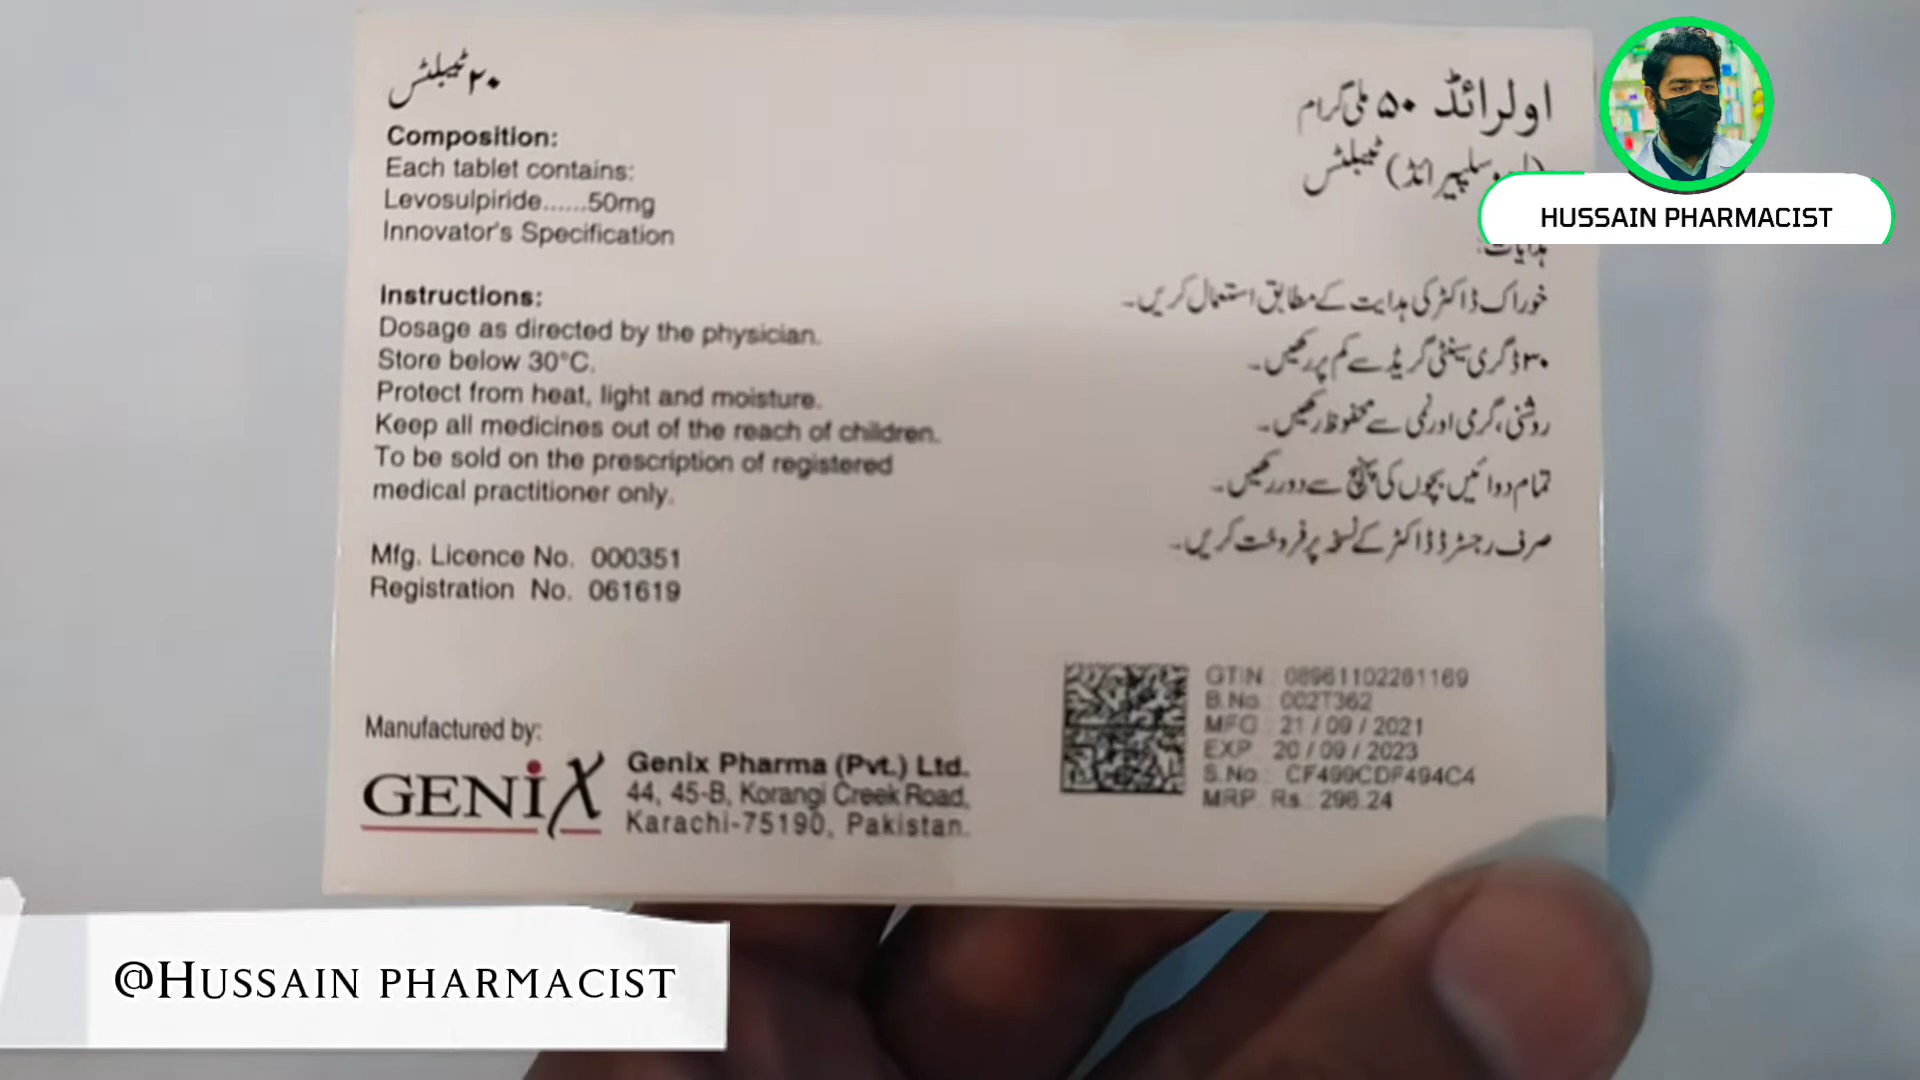 ۲۰ ٹیبلٹس
Composition:
Each tablet contains:
Levosulpiride......50mg
Innovator's Specification
Instructions:
Dosage as directed by the physician.
Store below 30°C.
Protect from heat, light and moisture.
Keep all medicines out of the reach of children.
To be sold on the prescription of registered
medical practitioner only.
Mfg. Licence No. 000351
Registration No. 061619
Manufactured by:
GENIX
Genix Pharma (Pvt.) Ltd.
44, 45-B, Korangi Creek Road,
Karachi-75190, Pakistan.
اولرائڈ ۵۰ ملی گرام
ٹیبلٹس
ہدایات:
خوراک ڈاکٹر کی ہدایت کے مطابق استعمال کریں۔
۳۰ ڈگری سینٹی گریڈ سے کم پر رکھیں۔
روشنی، گرمی اور نمی سے محفوظ رکھیں۔
تمام دوائیں بچوں کی پہنچ سے دور رکھیں۔
صرف رجسٹرڈ ڈاکٹر کے نسخہ پر فروخت کریں۔
GTIN : 08961102261169
B.No : 002T362
MFG : 21 / 09 / 2021
EXP 20 / 09 / 2023
S.No : CF499CDF494C4
MRP Rs.: 296.24
HUSSAIN PHARMACIST
@HUSSAIN PHARMACIST